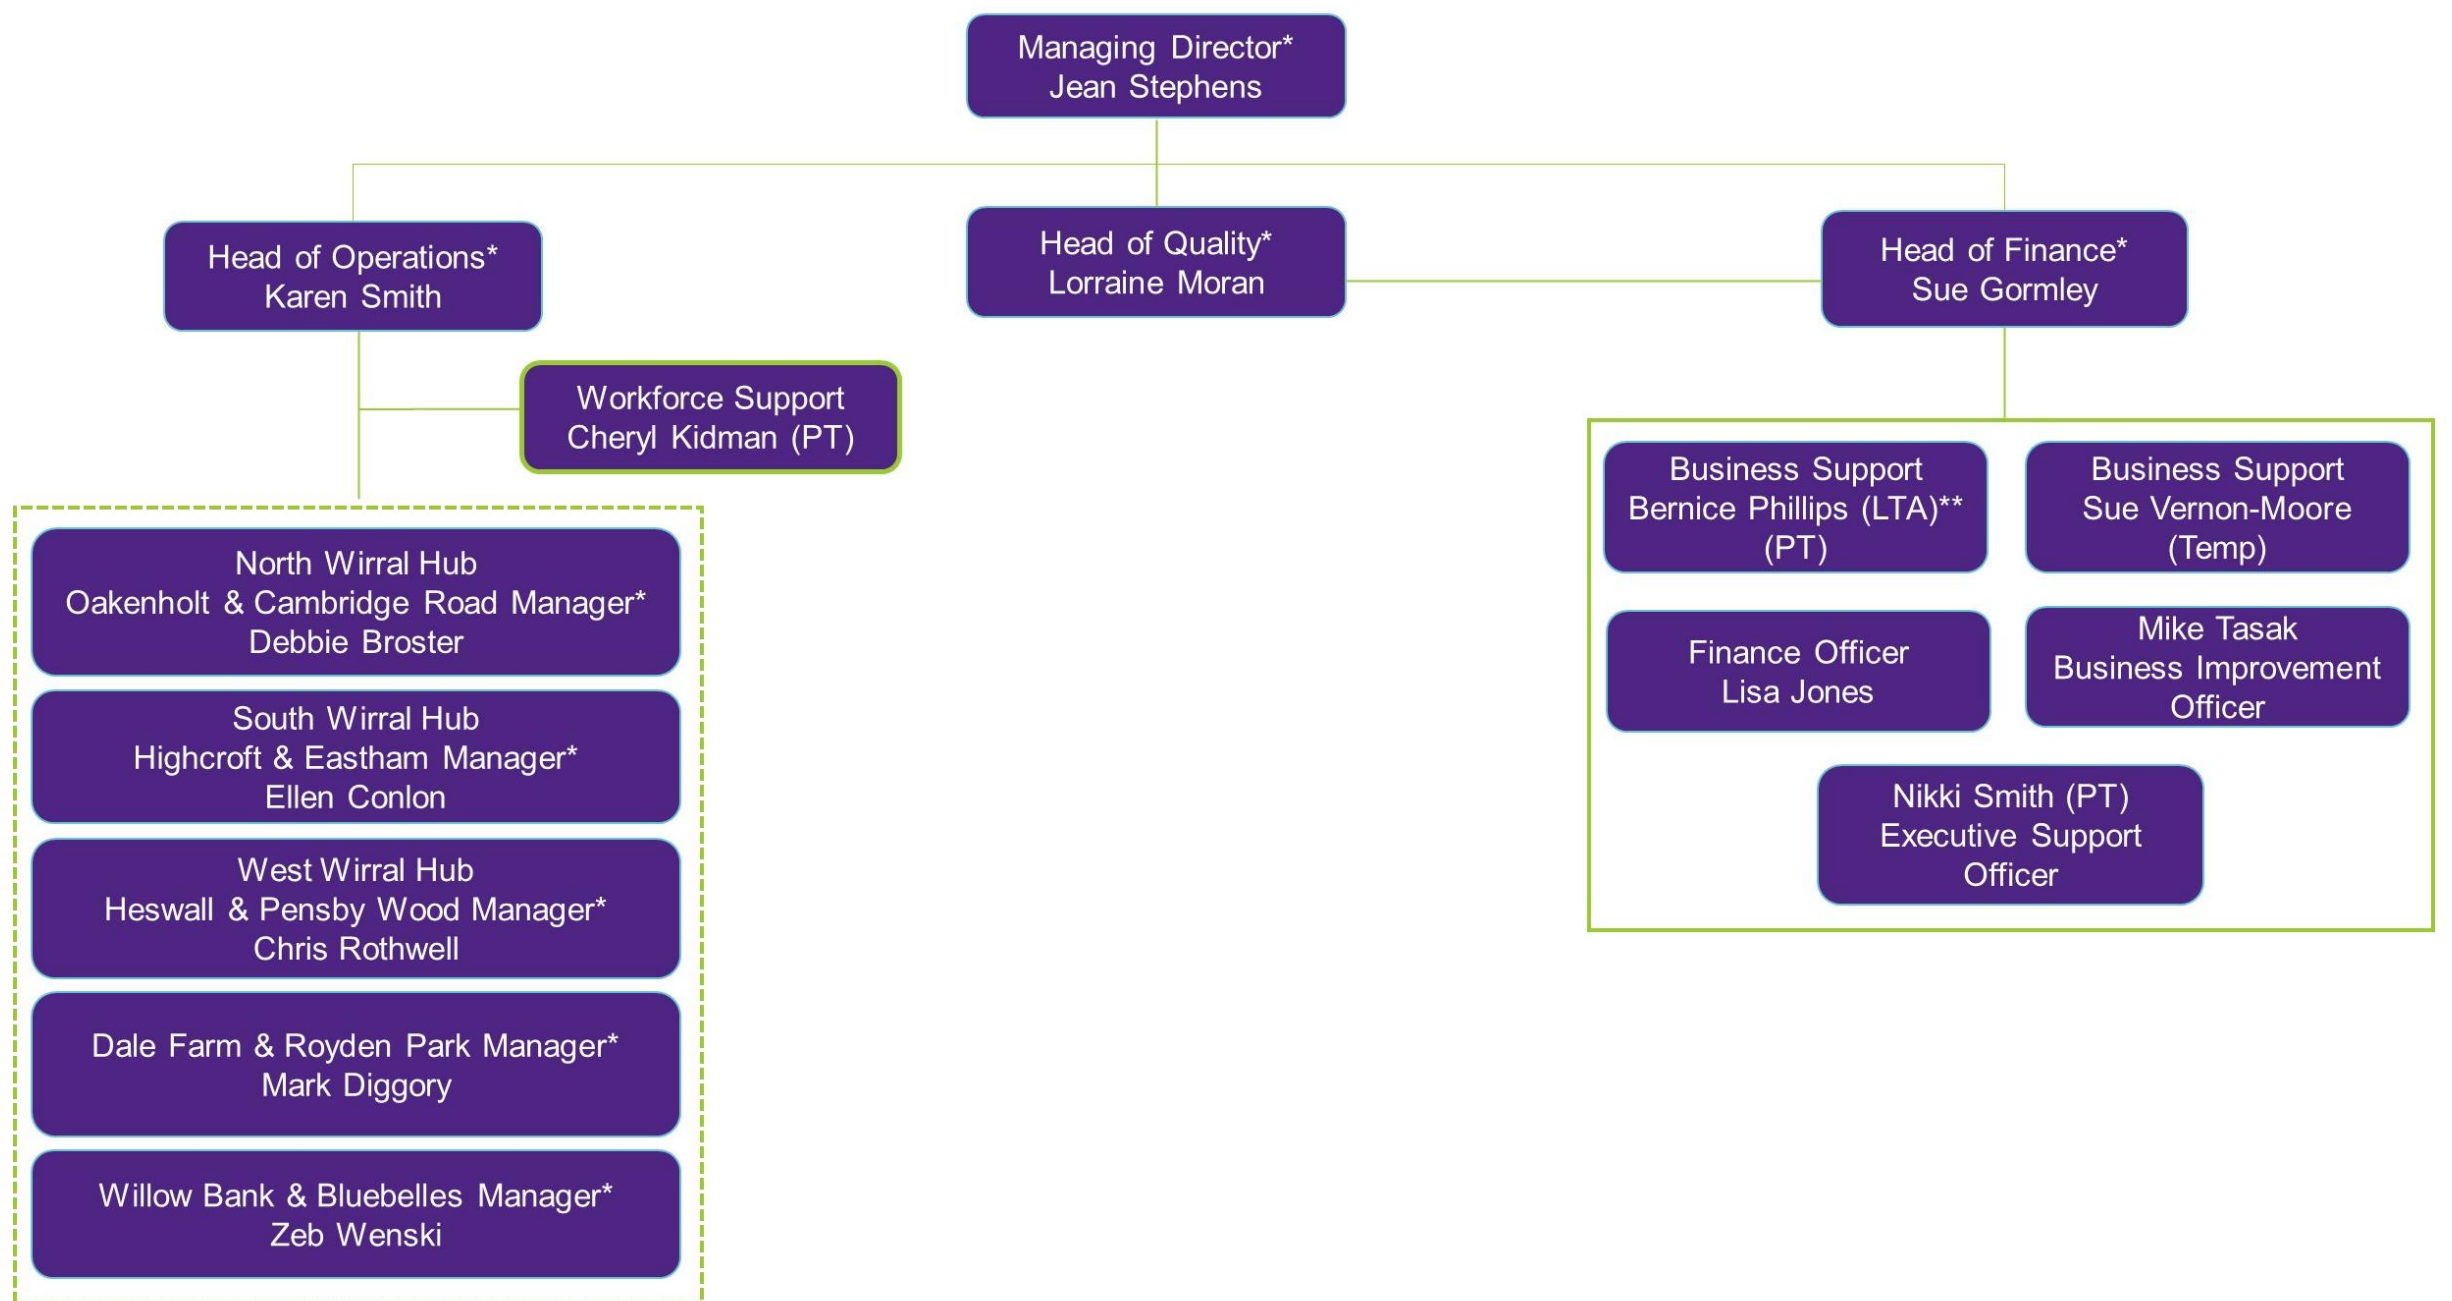 Managing Director*
Jean Stephens
Head of Operations*
Karen Smith
Head of Quality*
Lorraine Moran
Head of Finance*
Sue Gormley
Workforce Support
Cheryl Kidman (PT)
North Wirral Hub
Oakenholt & Cambridge Road Manager*
Debbie Broster
South Wirral Hub
Highcroft & Eastham Manager*
Ellen Conlon
West Wirral Hub
Heswall & Pensby Wood Manager*
Chris Rothwell
Dale Farm & Royden Park Manager*
Mark Diggory
Willow Bank & Bluebelles Manager*
Zeb Wenski
Business Support
Bernice Phillips (LTA)**
(PT)
Business Support
Sue Vernon-Moore
(Temp)
Finance Officer
Lisa Jones
Mike Tasak
Business Improvement
Officer
Nikki Smith (PT)
Executive Support
Officer